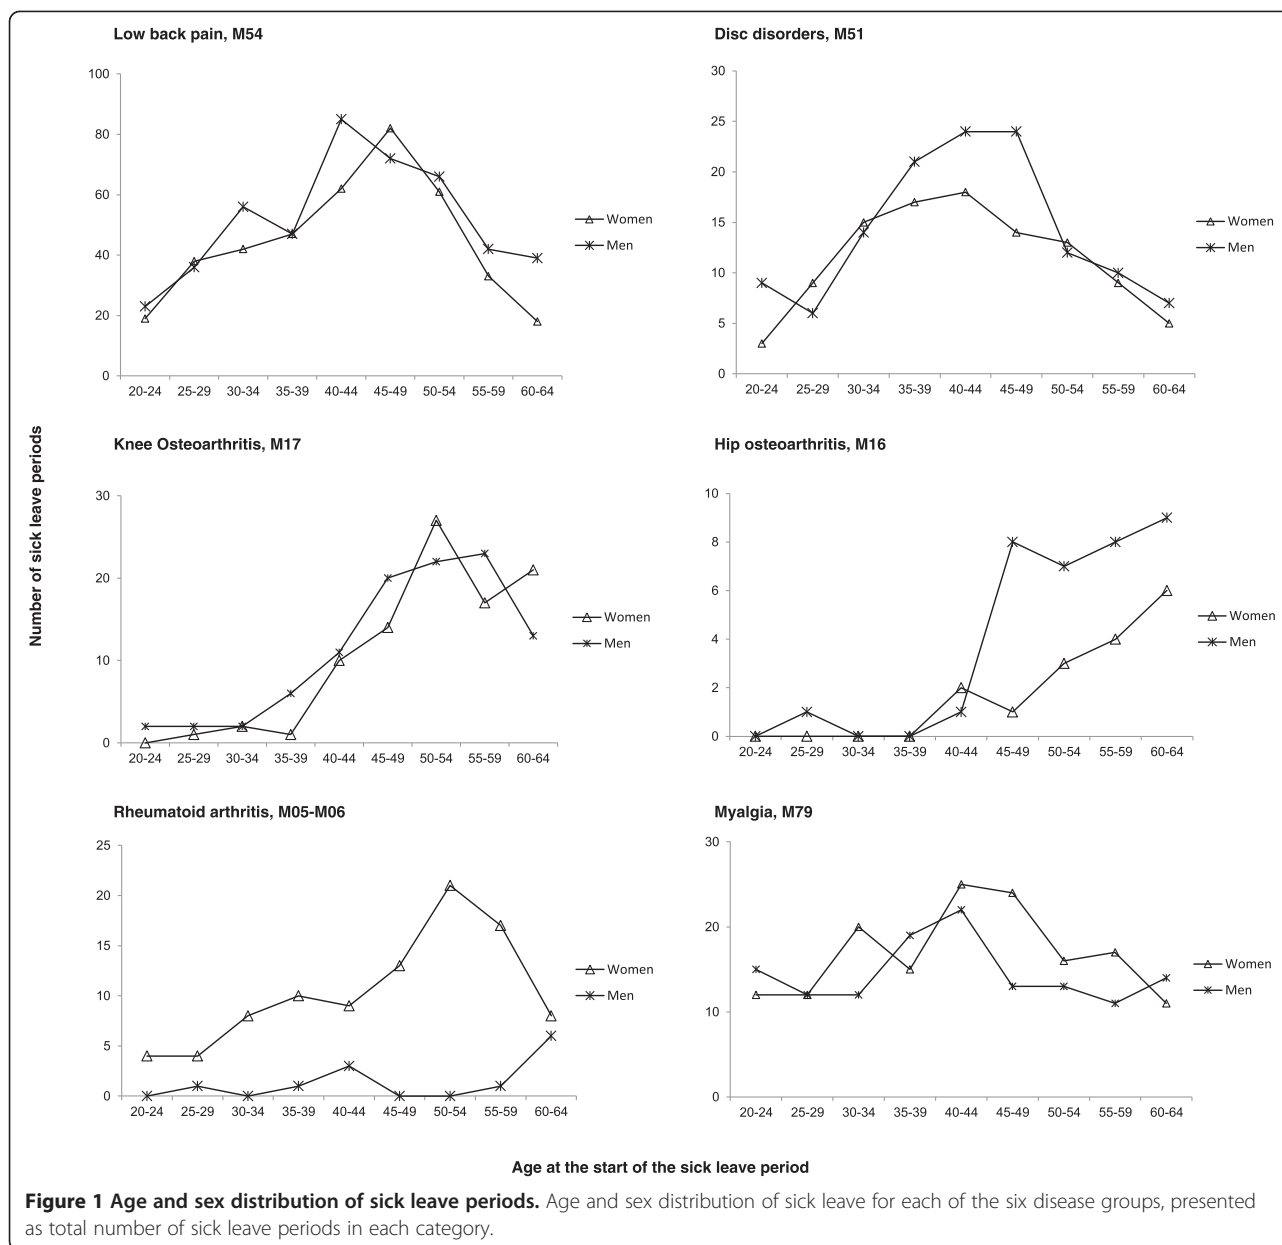 Low back pain, M54
100
80
60
40
20
0
20-24 25-29 30-34 35-39 40-44 45-49 50-54 55-59 60-64
Women
Men
Disc disorders, M51
30
25
20
15
10
5
0
20-24 25-29 30-34 35-39 40-44 45-49 50-54 55-59 60-64
Women
Men
Number of sick leave periods
Knee Osteoarthritis, M17
30
20
10
0
20-24 25-29 30-34 35-39 40-44 45-49 50-54 55-59 60-64
Women
Men
Hip osteoarthritis, M16
10
8
6
4
2
0
20-24 25-29 30-34 35-39 40-44 45-49 50-54 55-59 60-64
Women
Men
Rheumatoid arthritis, M05-M06
25
20
15
10
5
0
20-24 25-29 30-34 35-39 40-44 45-49 50-54 55-59 60-64
Women
Men
Myalgia, M79
30
20
10
0
20-24 25-29 30-34 35-39 40-44 45-49 50-54 55-59 60-64
Women
Men
Age at the start of the sick leave period
Figure 1 Age and sex distribution of sick leave periods. Age and sex distribution of sick leave for each of the six disease groups, presented
as total number of sick leave periods in each category.